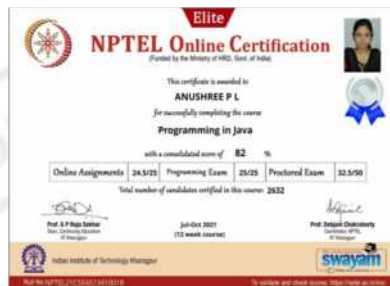 Elite
NPTEL Online Certification
(Funded by the Ministry of HRD, Govt. of India)
This certificate is awarded to
ANUSHREE P L
for successfully completing the course
Programming in Java
with a consolidated score of 82 %
Online Assignments 24.5/25 Programming Exam 25/25 Proctored Exam 32.5/50
Total number of candidates certified in this course: 2632
Jul-Oct 2021
(12 week course)
Prof. Debjani Chakraborty
Indian Institute of Technology Kharagpur
swayam